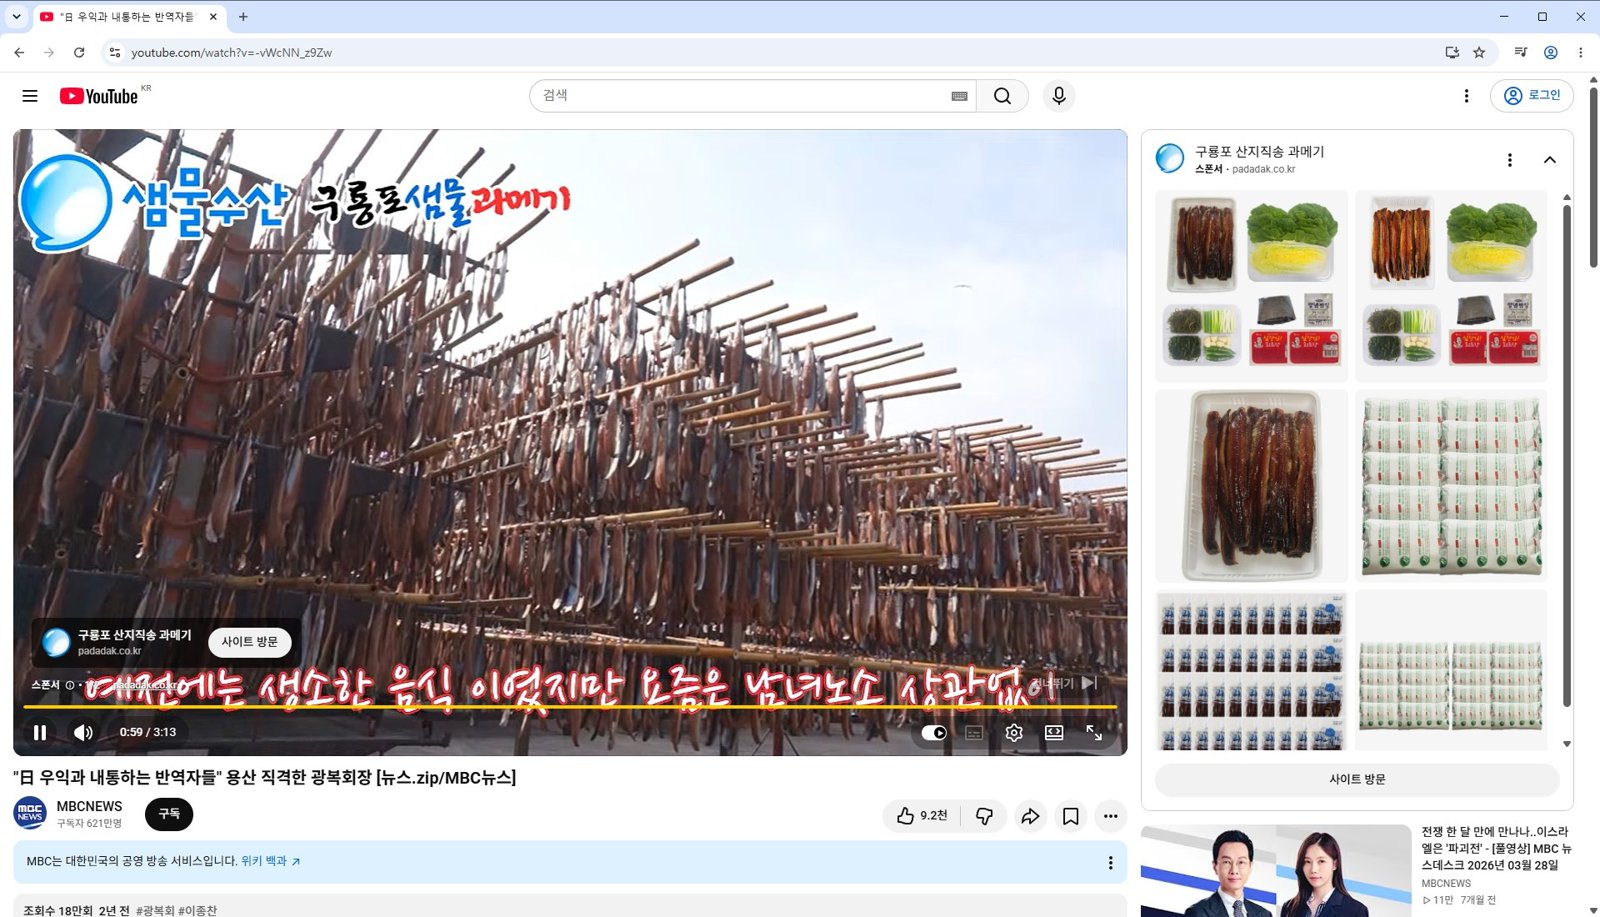 "日 우익과 내통하는 반역자들"
youtube.com/watch?v=-vWcNN_z9Zw
YouTube KR
검색
로그인
샘물수산 구룡포샘물과메기
구룡포 산지직송 과메기
padadak.co.kr
사이트 방문
스폰서
padadak.co.kr
예전에는 생소한 음식 이였지만 요즘은 남녀노소 상관없이
건너뛰기
0:59 / 3:13
"日 우익과 내통하는 반역자들" 용산 직격한 광복회장 [뉴스.zip/MBC뉴스]
MBC NEWS
MBCNEWS
구독자 621만명
구독
9.2천
MBC는 대한민국의 공영 방송 서비스입니다. 위키 백과
조회수 18만회 2년 전 #광복회 #이종찬
구룡포 산지직송 과메기
스폰서 · padadak.co.kr
사이트 방문
전쟁 한 달 만에 만나나..이스라
엘은 '파괴전' - [풀영상] MBC 뉴
스데스크 2026년 03월 28일
MBCNEWS
11만 7개월 전